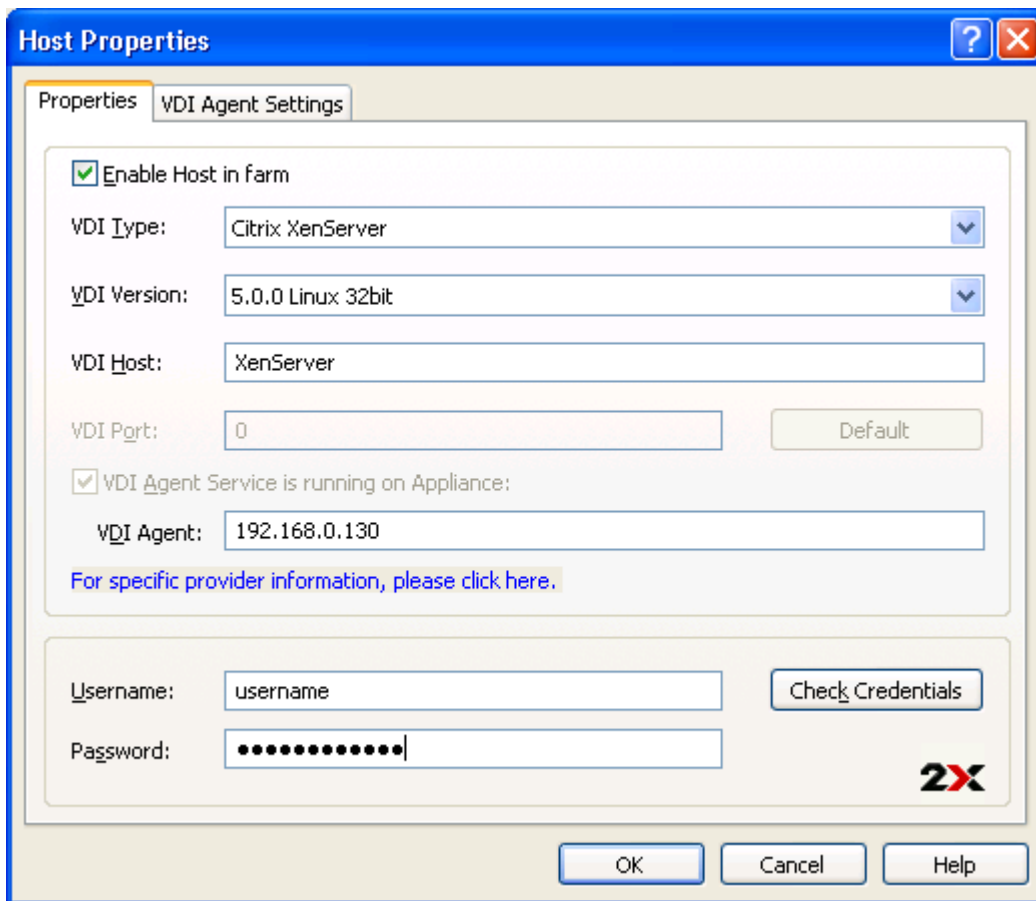 Host Properties
Properties VDI Agent Settings
Enable Host in farm
VDI Type: Citrix XenServer
VDI Version: 5.0.0 Linux 32bit
VDI Host: XenServer
VDI Port: 0 Default
VDI Agent Service is running on Appliance:
VDI Agent: 192.168.0.130
For specific provider information, please click here.
Username: username Check Credentials
Password: ●●●●●●●●●●●●
2X
OK Cancel Help